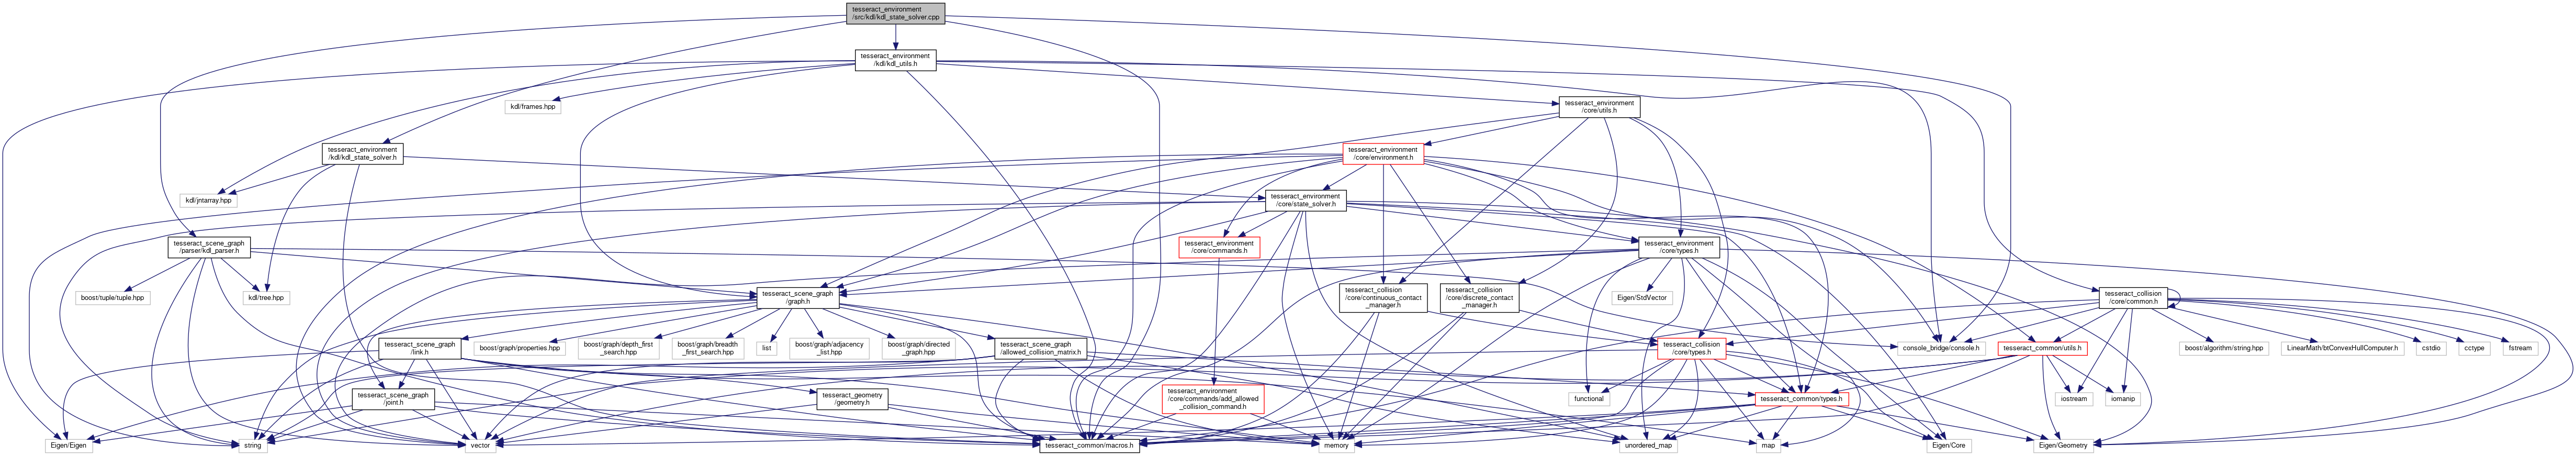 tesseract_environment
/src/kdl/kdl_state_solver.cpp
tesseract_environment
/kdl/kdl_utils.h
kdl/frames.hpp
tesseract_environment
/core/utils.h
tesseract_environment
/kdl/kdl_state_solver.h
tesseract_environment
/core/environment.h
kdl/jntarray.hpp
tesseract_environment
/core/state_solver.h
tesseract_scene_graph
/parser/kdl_parser.h
tesseract_environment
/core/commands.h
tesseract_environment
/core/types.h
boost/tuple/tuple.hpp
kdl/tree.hpp
tesseract_scene_graph
/graph.h
tesseract_collision
/core/continuous_contact
_manager.h
tesseract_collision
/core/discrete_contact
_manager.h
Eigen/StdVector
tesseract_collision
/core/common.h
tesseract_scene_graph
/link.h
boost/graph/properties.hpp
boost/graph/depth_first
_search.hpp
boost/graph/breadth
_first_search.hpp
list
boost/graph/adjacency
_list.hpp
boost/graph/directed
_graph.hpp
tesseract_scene_graph
/allowed_collision_matrix.h
tesseract_collision
/core/types.h
console_bridge/console.h
tesseract_common/utils.h
boost/algorithm/string.hpp
LinearMath/btConvexHullComputer.h
cstdio
cctype
fstream
tesseract_scene_graph
/joint.h
tesseract_geometry
/geometry.h
tesseract_environment
/core/commands/add_allowed
_collision_command.h
functional
tesseract_common/types.h
iostream
iomanip
Eigen/Eigen
string
vector
tesseract_common/macros.h
memory
unordered_map
map
Eigen/Core
Eigen/Geometry